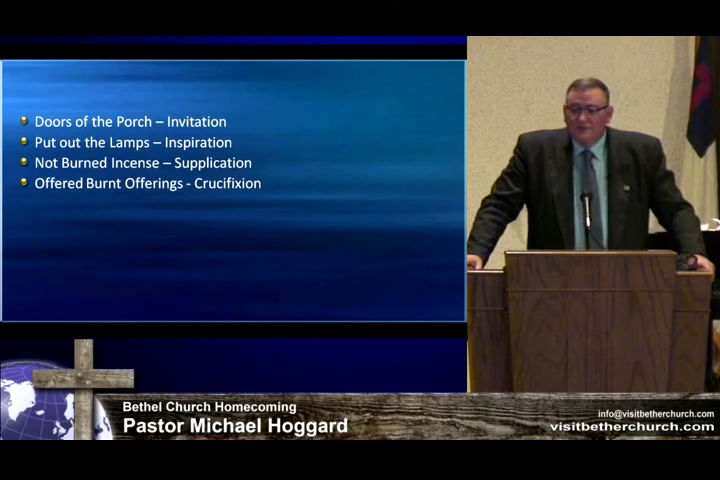 Doors of the Porch – Invitation
Put out the Lamps – Inspiration
Not Burned Incense – Supplication
Offered Burnt Offerings - Crucifixion
Bethel Church Homecoming
Pastor Michael Hoggard
info@visitbetherchurch.com
visitbetherchurch.com